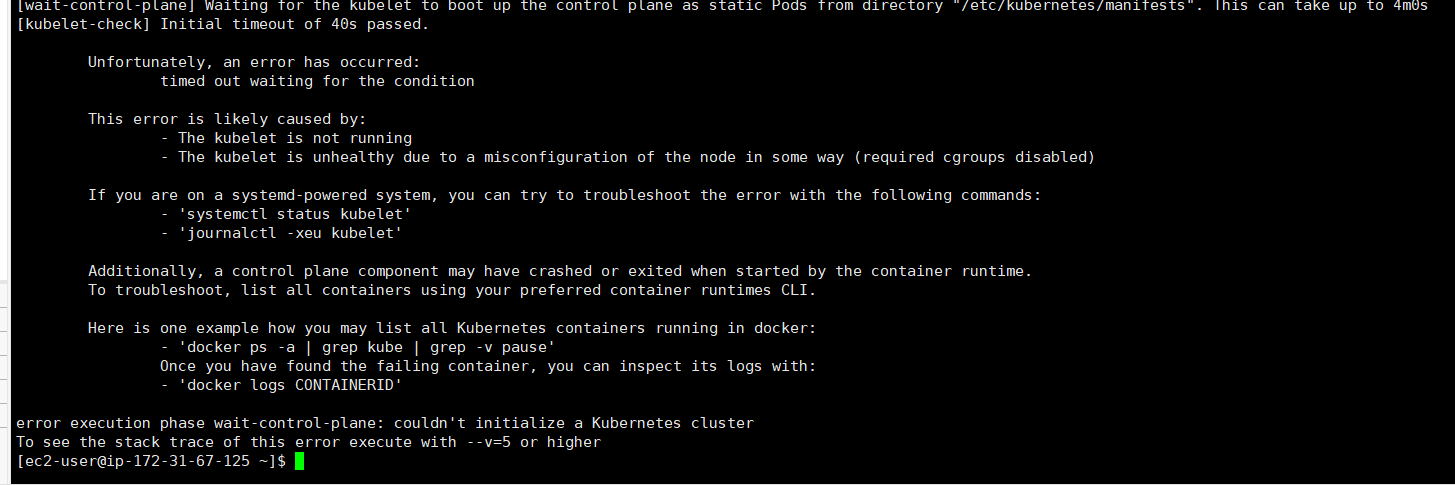 [wait-control-plane] Waiting for the kubelet to boot up the control plane as static Pods from directory "/etc/kubernetes/manifests". This can take up to 4m0s
[kubelet-check] Initial timeout of 40s passed.
Unfortunately, an error has occurred:
timed out waiting for the condition
This error is likely caused by:
- The kubelet is not running
- The kubelet is unhealthy due to a misconfiguration of the node in some way (required cgroups disabled)
If you are on a systemd-powered system, you can try to troubleshoot the error with the following commands:
- 'systemctl status kubelet'
- 'journalctl -xeu kubelet'
Additionally, a control plane component may have crashed or exited when started by the container runtime.
To troubleshoot, list all containers using your preferred container runtimes CLI.
Here is one example how you may list all Kubernetes containers running in docker:
- 'docker ps -a | grep kube | grep -v pause'
Once you have found the failing container, you can inspect its logs with:
- 'docker logs CONTAINERID'
error execution phase wait-control-plane: couldn't initialize a Kubernetes cluster
To see the stack trace of this error execute with --v=5 or higher
[ec2-user@ip-172-31-67-125 ~]$